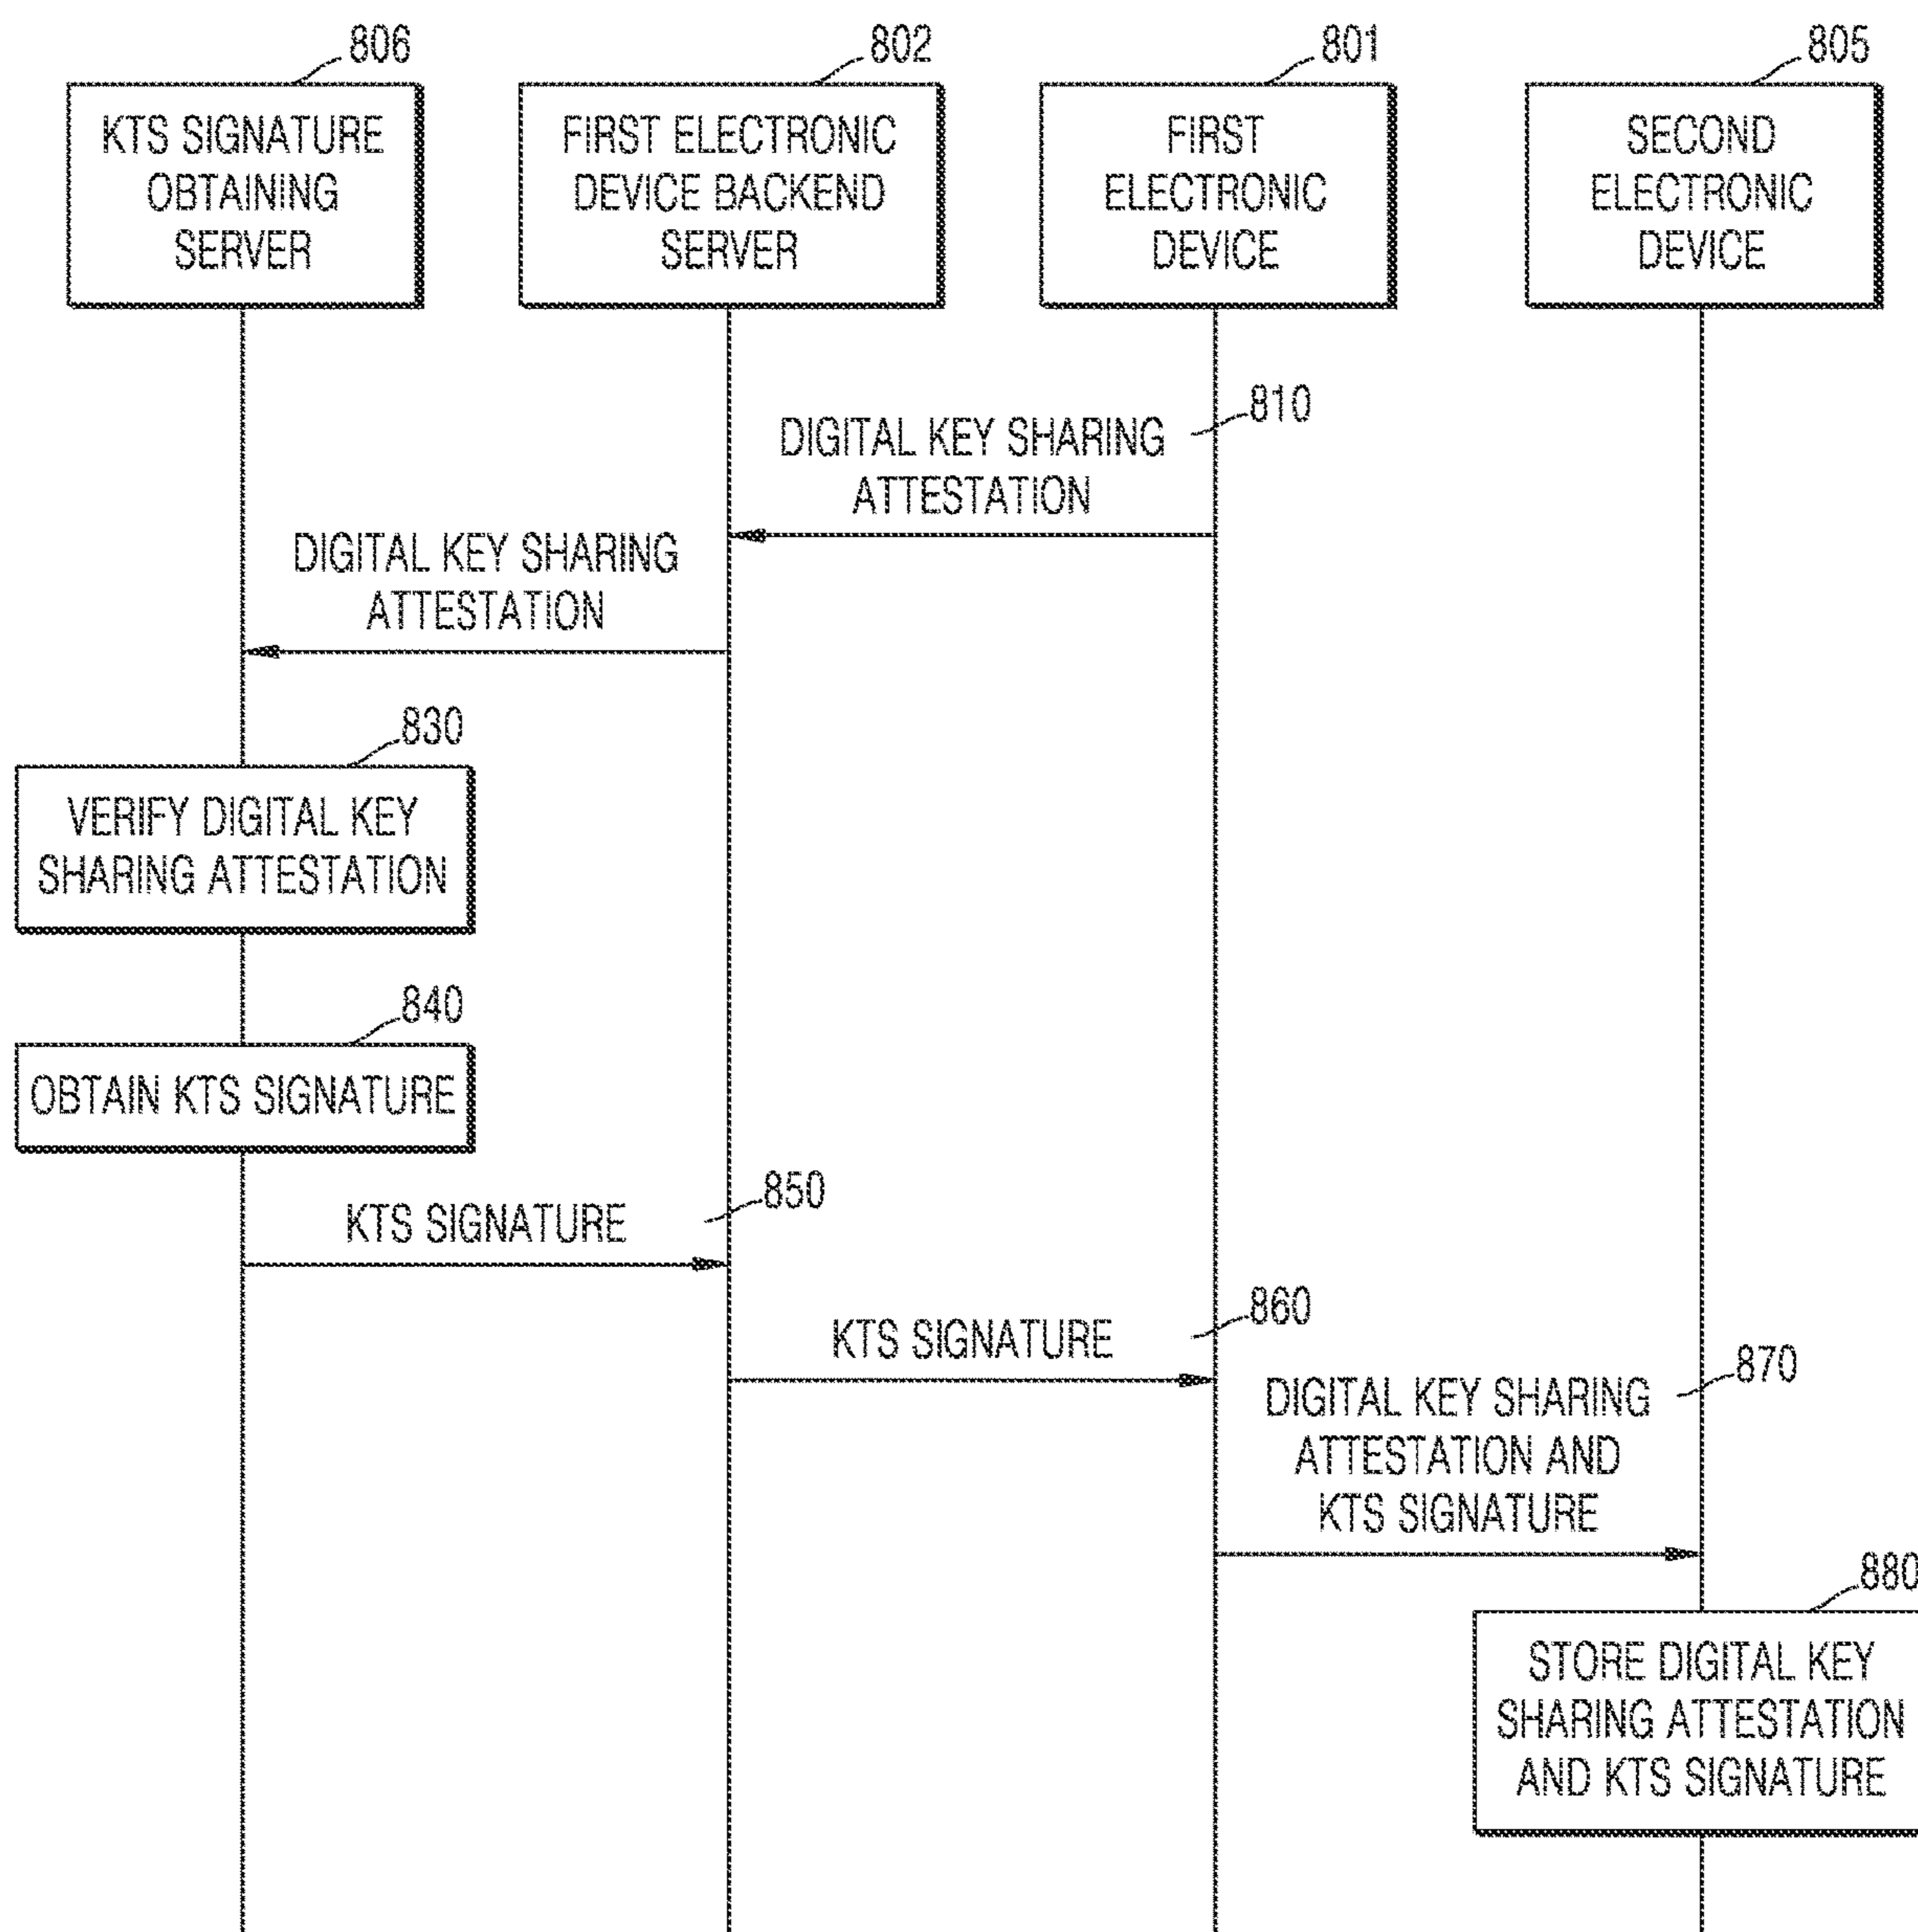 806
802
801
805
KTS SIGNATURE
OBTAINING
SERVER
FIRST ELECTRONIC
DEVICE BACKEND
SERVER
FIRST
ELECTRONIC
DEVICE
SECOND
ELECTRONIC
DEVICE
810
DIGITAL KEY SHARING
ATTESTATION
DIGITAL KEY SHARING
ATTESTATION
830
VERIFY DIGITAL KEY
SHARING ATTESTATION
840
OBTAIN KTS SIGNATURE
850
KTS SIGNATURE
860
KTS SIGNATURE
870
DIGITAL KEY SHARING
ATTESTATION AND
KTS SIGNATURE
880
STORE DIGITAL KEY
SHARING ATTESTATION
AND KTS SIGNATURE